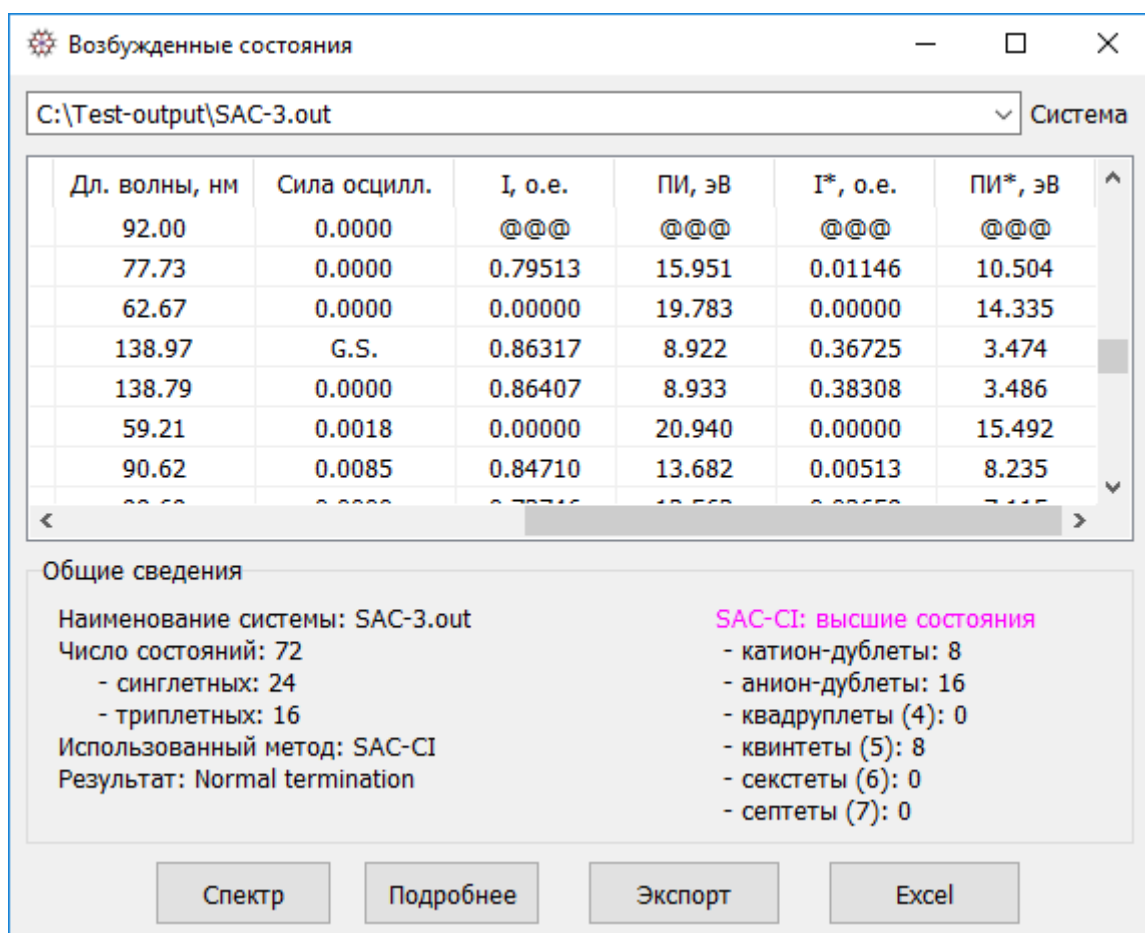 Возбужденные состояния
C:\Test-output\SAC-3.out Система
Дл. волны, нм Сила осцилл. I, о.е. ПИ, эВ I*, о.е. ПИ*, эВ
92.00 0.0000 @@@ @@@ @@@ @@@
77.73 0.0000 0.79513 15.951 0.01146 10.504
62.67 0.0000 0.00000 19.783 0.00000 14.335
138.97 G.S. 0.86317 8.922 0.36725 3.474
138.79 0.0000 0.86407 8.933 0.38308 3.486
59.21 0.0018 0.00000 20.940 0.00000 15.492
90.62 0.0085 0.84710 13.682 0.00513 8.235
Общие сведения
Наименование системы: SAC-3.out
Число состояний: 72
- синглетных: 24
- триплетных: 16
Использованный метод: SAC-CI
Результат: Normal termination
SAC-CI: высшие состояния
- катион-дублеты: 8
- анион-дублеты: 16
- квадруплеты (4): 0
- квинтеты (5): 8
- секстеты (6): 0
- септеты (7): 0
Спектр Подробнее Экспорт Excel